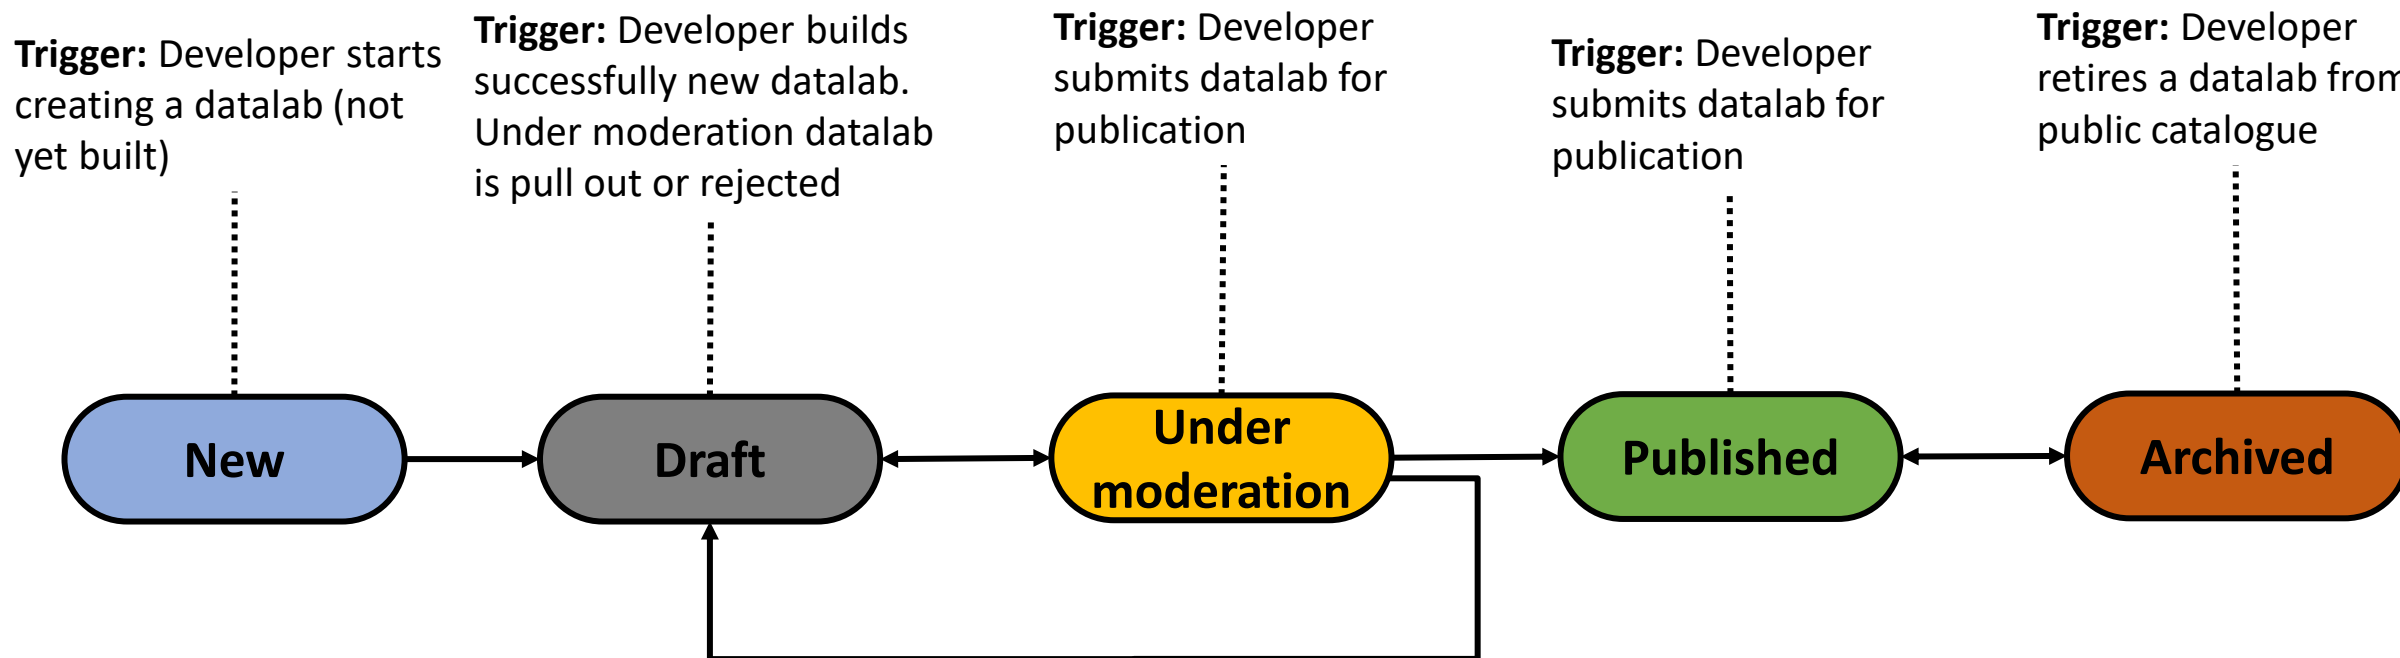 Trigger: Developer starts
creating a datalab (not
yet built)
Trigger: Developer builds
successfully new datalab.
Under moderation datalab
is pull out or rejected
Trigger: Developer
submits datalab for
publication
Trigger: Developer
submits datalab for
publication
Trigger: Developer
retires a datalab from
public catalogue
New
Draft
Under
moderation
Published
Archived